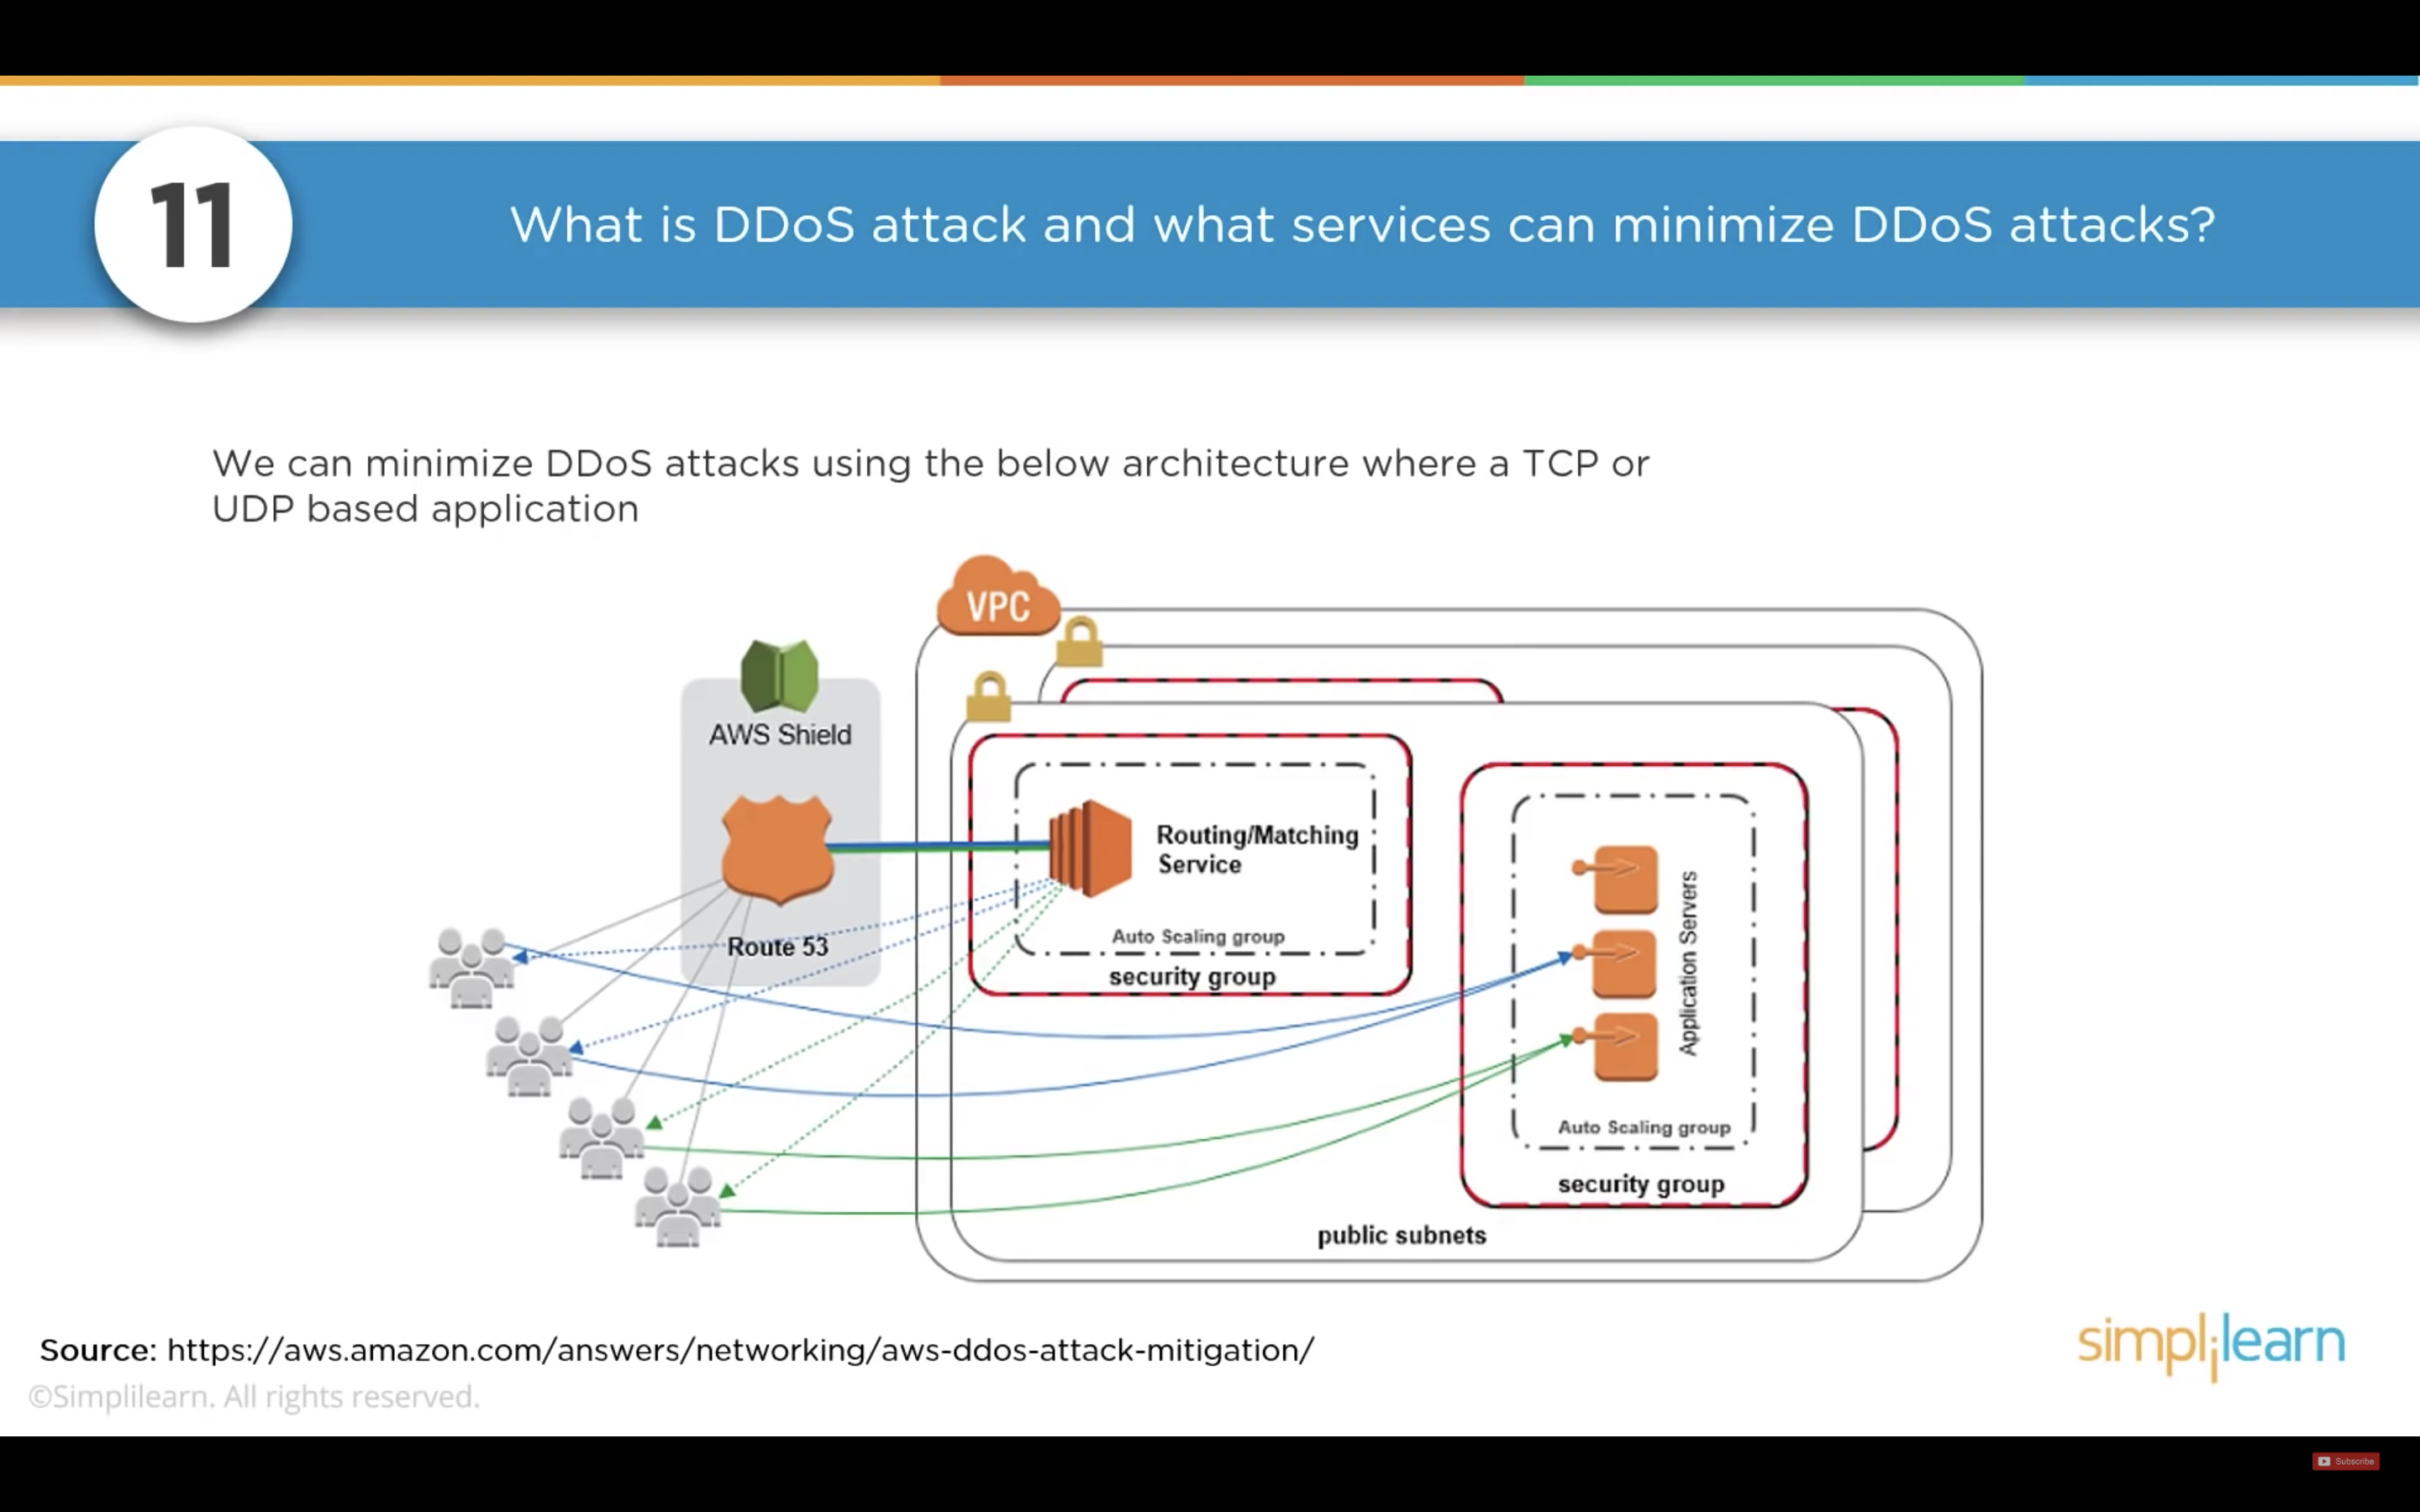 11
What is DDoS attack and what services can minimize DDoS attacks?
We can minimize DDoS attacks using the below architecture where a TCP or
UDP based application
VPC
AWS Shield
Route 53
Routing/Matching
Service
Auto Scaling group
security group
Application Servers
Auto Scaling group
security group
public subnets
Source: https://aws.amazon.com/answers/networking/aws-ddos-attack-mitigation/
simplilearn
©Simplilearn. All rights reserved.
Subscribe